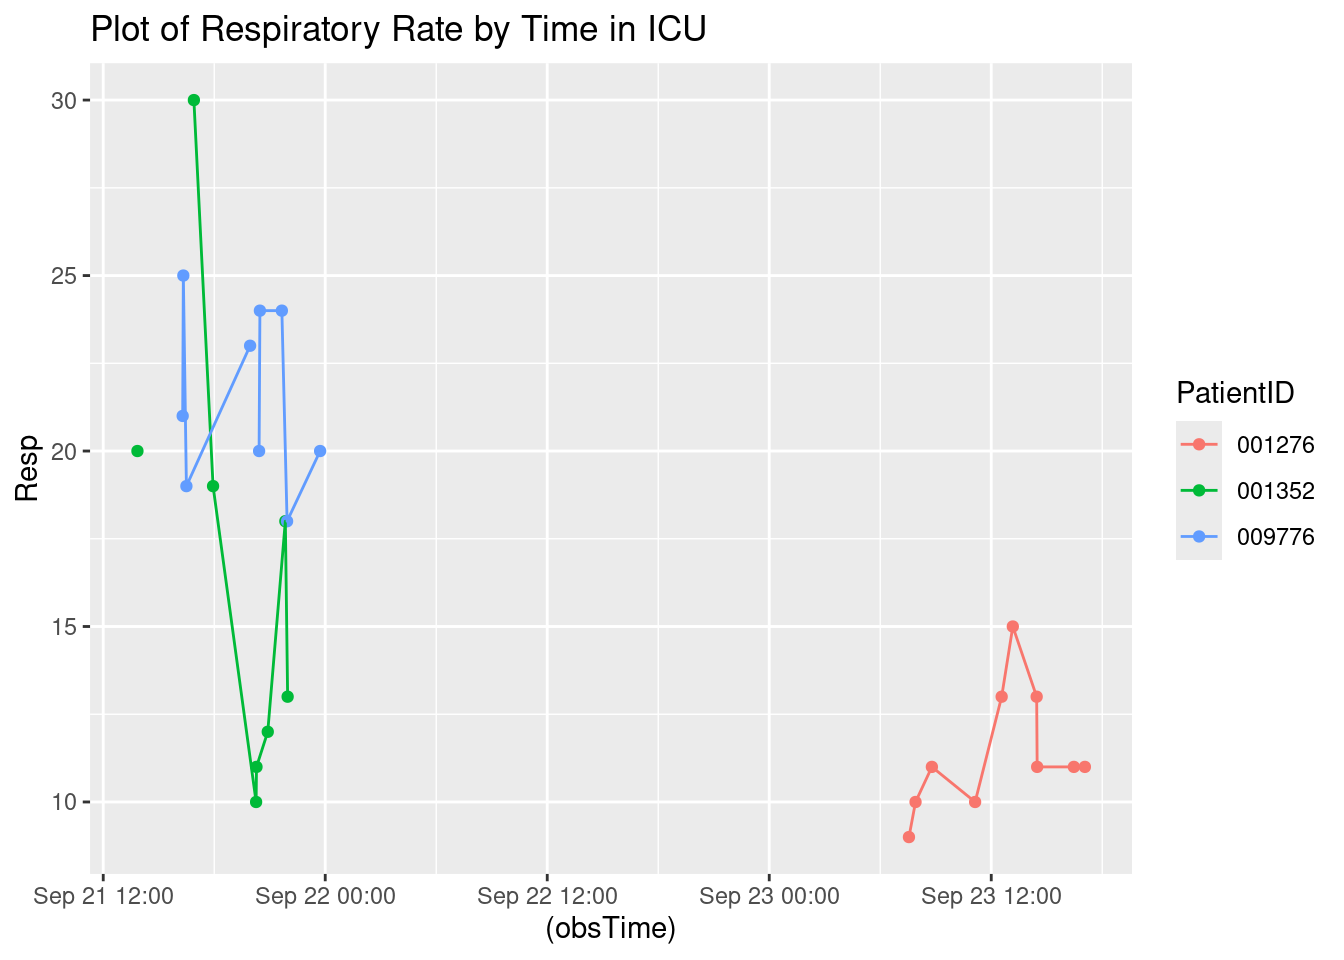 Plot of Respiratory Rate by Time in ICU
30
25
20
15
10
Resp
Sep 21 12:00
Sep 22 00:00
Sep 22 12:00
Sep 23 00:00
Sep 23 12:00
(obsTime)
PatientID
001276
001352
009776